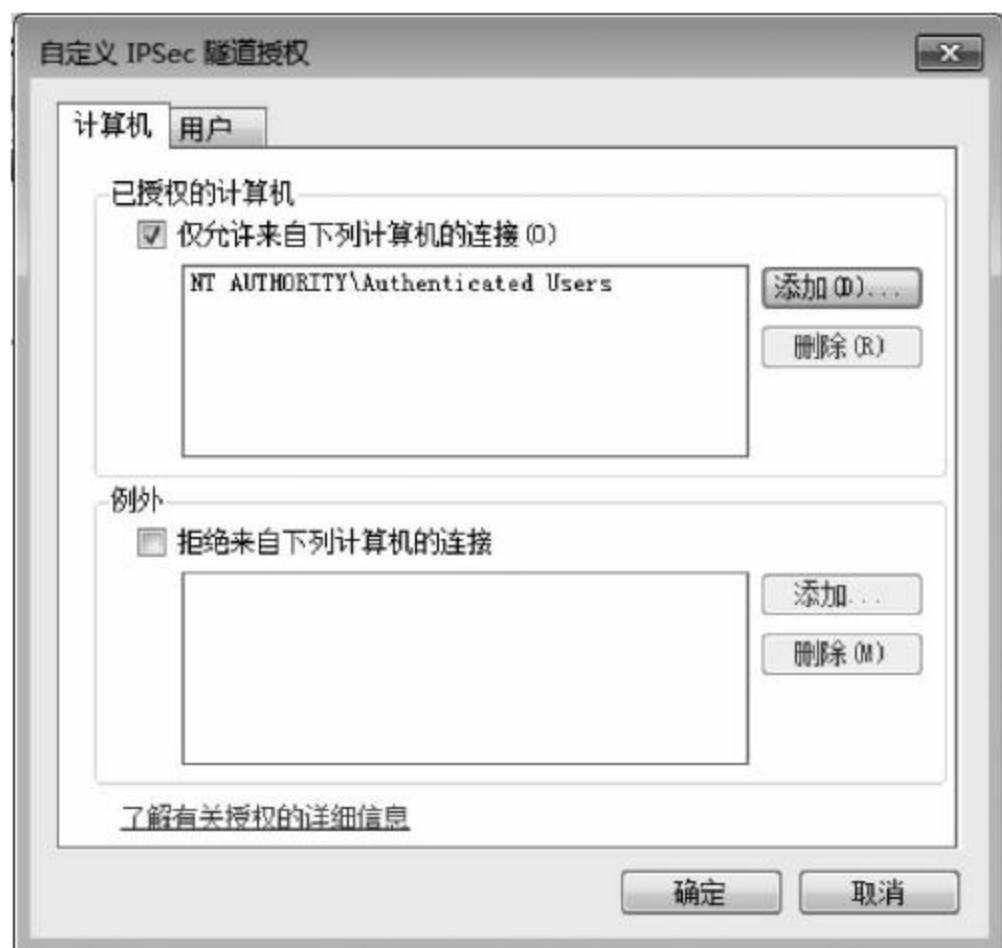 自定义 IPSec 隧道授权
计算机 用户
已授权的计算机
仅允许来自下列计算机的连接(O)
NT AUTHORITY\Authenticated Users
添加(D)...
删除(R)
例外
拒绝来自下列计算机的连接
添加...
删除(M)
了解有关授权的详细信息
确定 取消